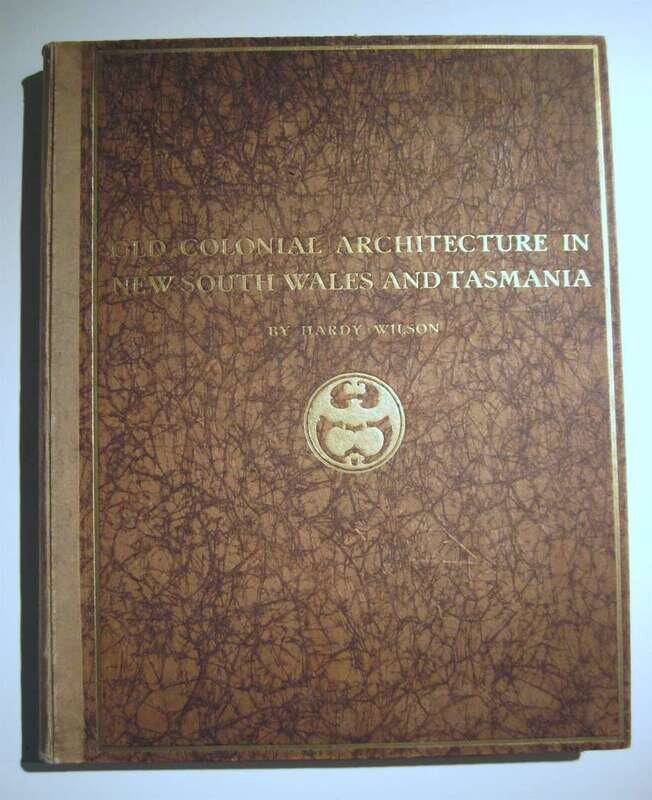 OLD COLONIAL ARCHITECTURE IN
NEW SOUTH WALES AND TASMANIA
BY HARDY WILSON